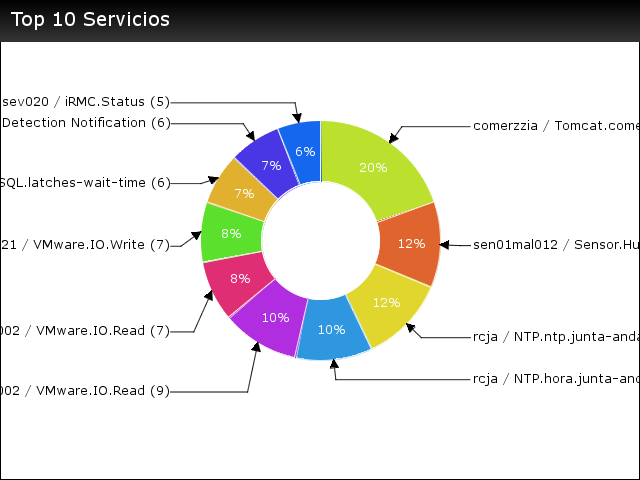 Top 10 Servicios
sev020 / iRMC.Status (5)
Detection Notification (6)
SQL.latches-wait-time (6)
21 / VMware.IO.Write (7)
002 / VMware.IO.Read (7)
002 / VMware.IO.Read (9)
comerzzia / Tomcat.come
sen01mal012 / Sensor.Hu
rcja / NTP.ntp.junta-anda
rcja / NTP.hora.junta-and
20%
12%
12%
10%
10%
8%
8%
7%
7%
6%